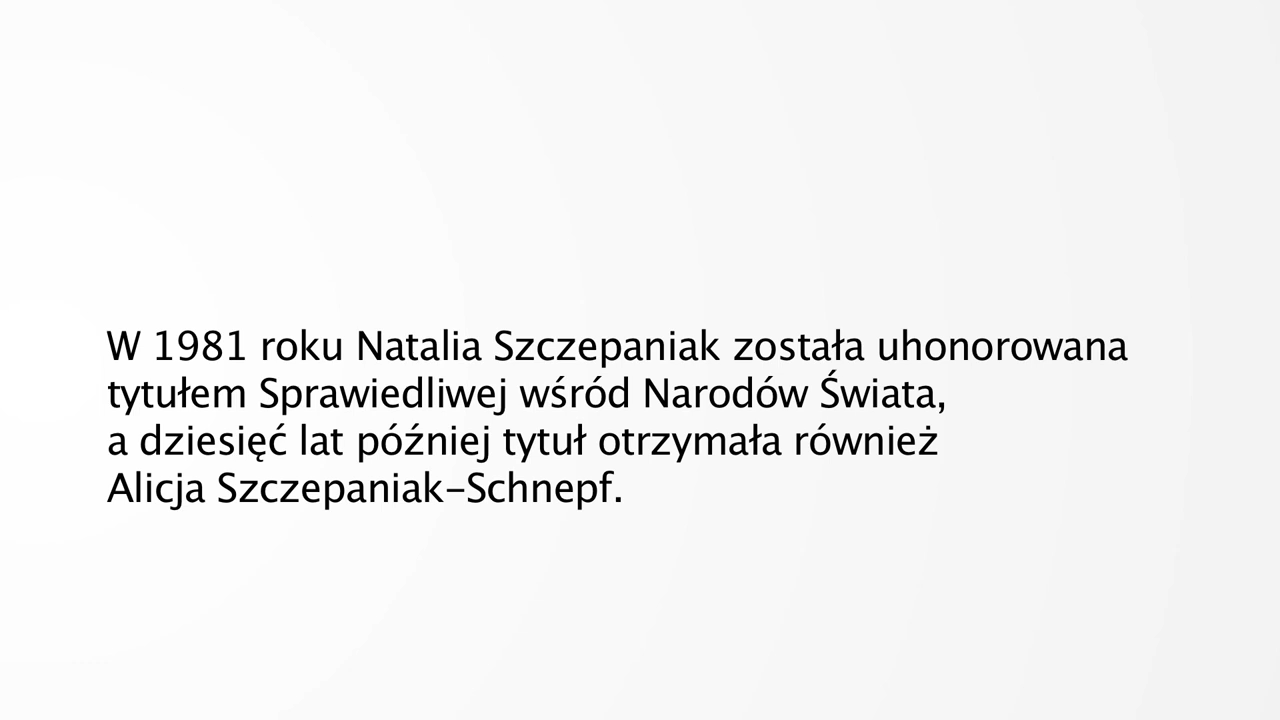 W 1981 roku Natalia Szczepaniak została uhonorowana
tytułem Sprawiedliwej wśród Narodów Świata,
a dziesięć lat później tytuł otrzymała również
Alicja Szczepaniak–Schnepf.